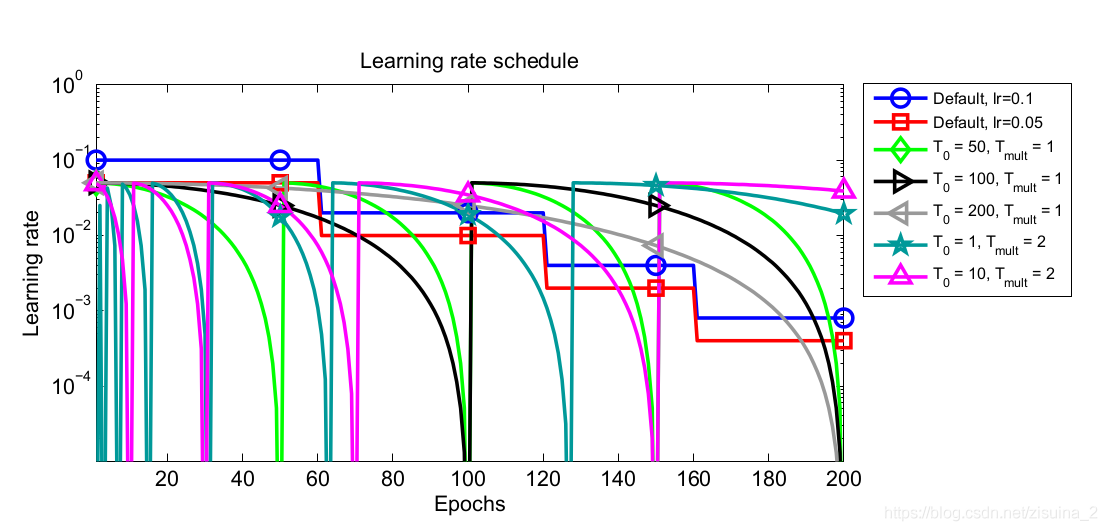 Learning rate schedule
10^0
10^-1
10^-2
10^-3
10^-4
Learning rate
20 40 60 80 100 120 140 160 180 200
Epochs
Default, lr=0.1
Default, lr=0.05
T_0 = 50, T_mult = 1
T_0 = 100, T_mult = 1
T_0 = 200, T_mult = 1
T_0 = 1, T_mult = 2
T_0 = 10, T_mult = 2
https://blog.csdn.net/zisuina_2